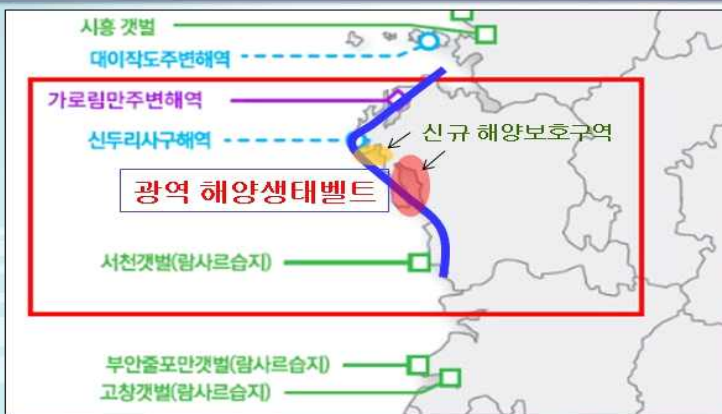 시흥 갯벌
대이작도주변해역
가로림만주변해역
신두리사구해역
신규 해양보호구역
광역 해양생태벨트
서천갯벌(람사르습지)
부안줄포만갯벌(람사르습지)
고창갯벌(람사르습지)